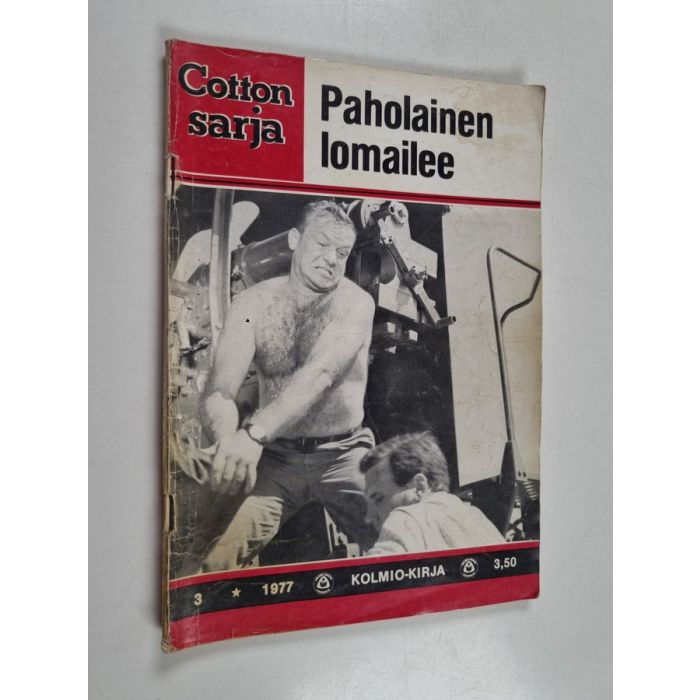 Cotton
sarja
Paholainen
lomailee
3 ★ 1977 KOLMIO-KIRJA 3,50